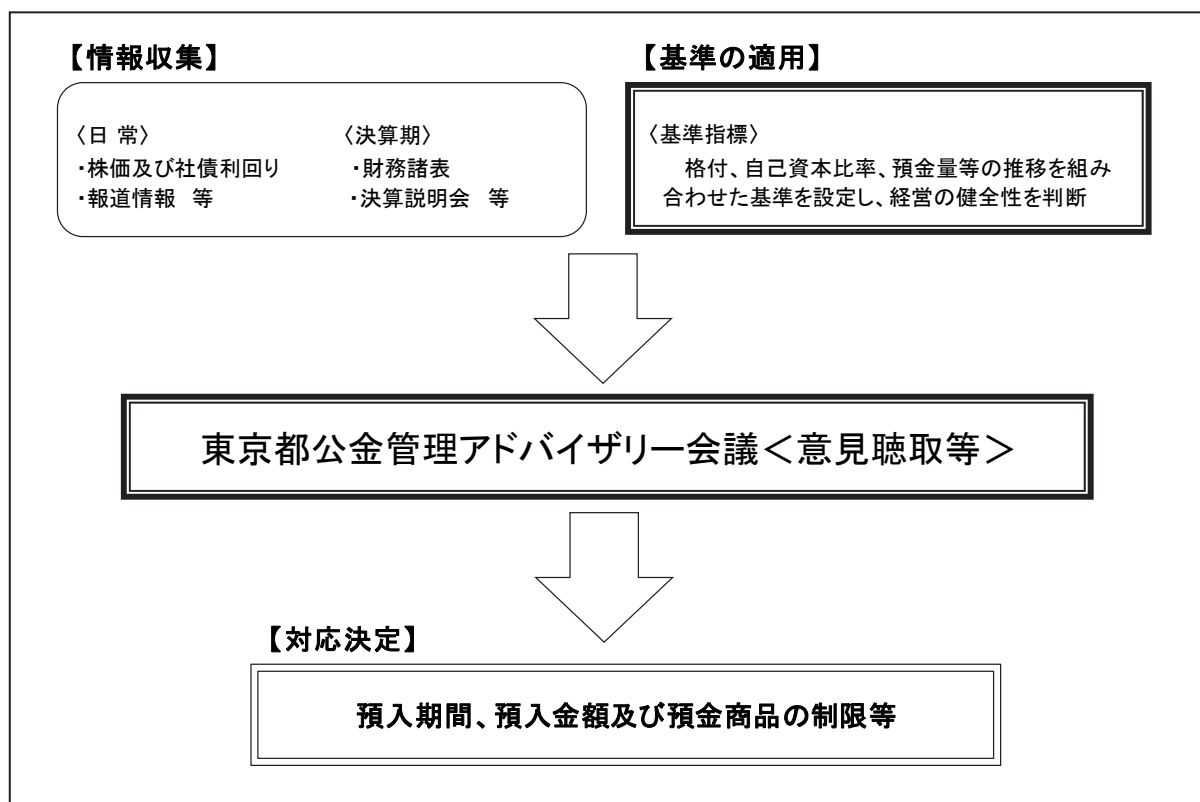 【情報収集】
〈日 常〉
・株価及び社債利回り
・報道情報 等
〈決算期〉
・財務諸表
・決算説明会 等
【基準の適用】
〈基準指標〉
格付、自己資本比率、預金量等の推移を組み
合わせた基準を設定し、経営の健全性を判断
東京都公金管理アドバイザリー会議＜意見聴取等＞
【対応決定】
預入期間、預入金額及び預金商品の制限等